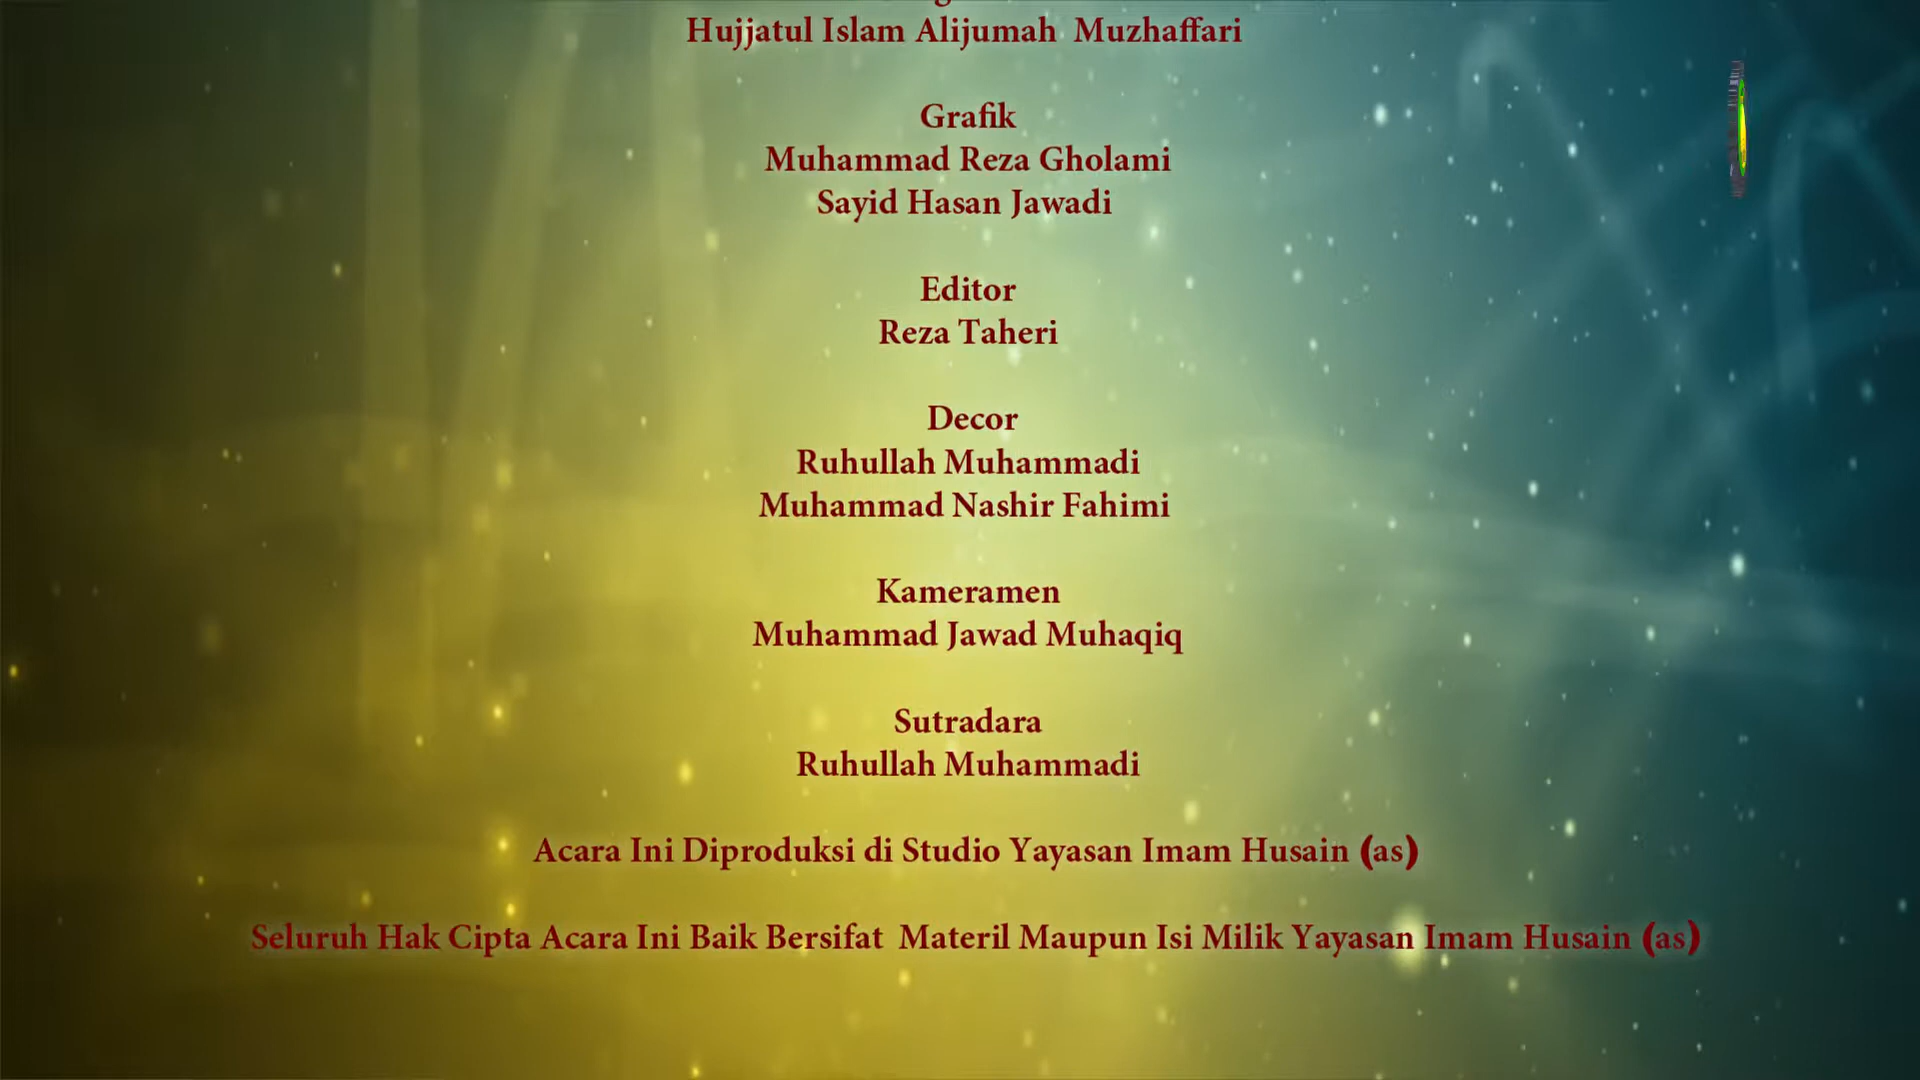 Hujjatul Islam Alijumah Muzhaffari
Grafik
Muhammad Reza Gholami
Sayid Hasan Jawadi
Editor
Reza Taheri
Decor
Ruhullah Muhammadi
Muhammad Nashir Fahimi
Kameramen
Muhammad Jawad Muhaqiq
Sutradara
Ruhullah Muhammadi
Acara Ini Diproduksi di Studio Yayasan Imam Husain (as)
Seluruh Hak Cipta Acara Ini Baik Bersifat Materil Maupun Isi Milik Yayasan Imam Husain (as)